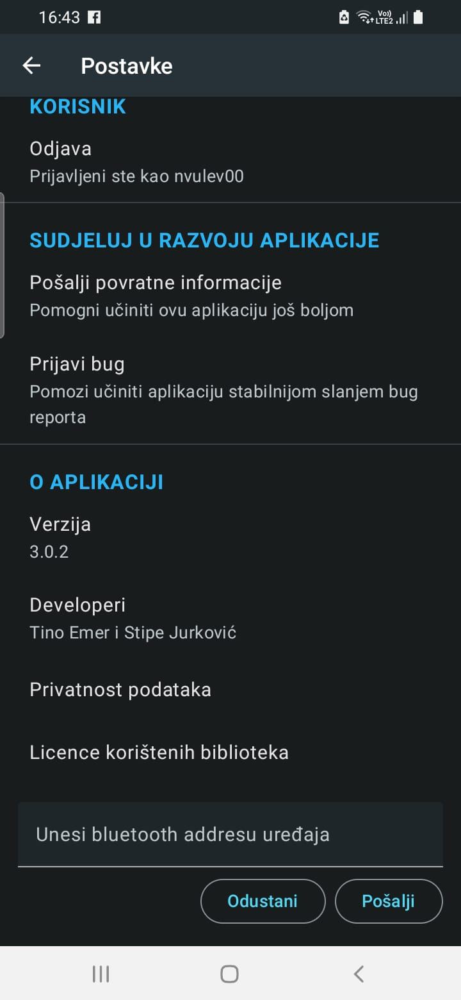 16:43
Vo)) LTE2
Postavke
KORISNIK
Odjava
Prijavljeni ste kao nvulev00
SUDJELUJ U RAZVOJU APLIKACIJE
Pošalji povratne informacije
Pomogni učiniti ovu aplikaciju još boljom
Prijavi bug
Pomozi učiniti aplikaciju stabilnijom slanjem bug
reporta
O APLIKACIJI
Verzija
3.0.2
Developeri
Tino Emer i Stipe Jurković
Privatnost podataka
Licence korištenih biblioteka
Unesi bluetooth addresu uređaja
Odustani Pošalji